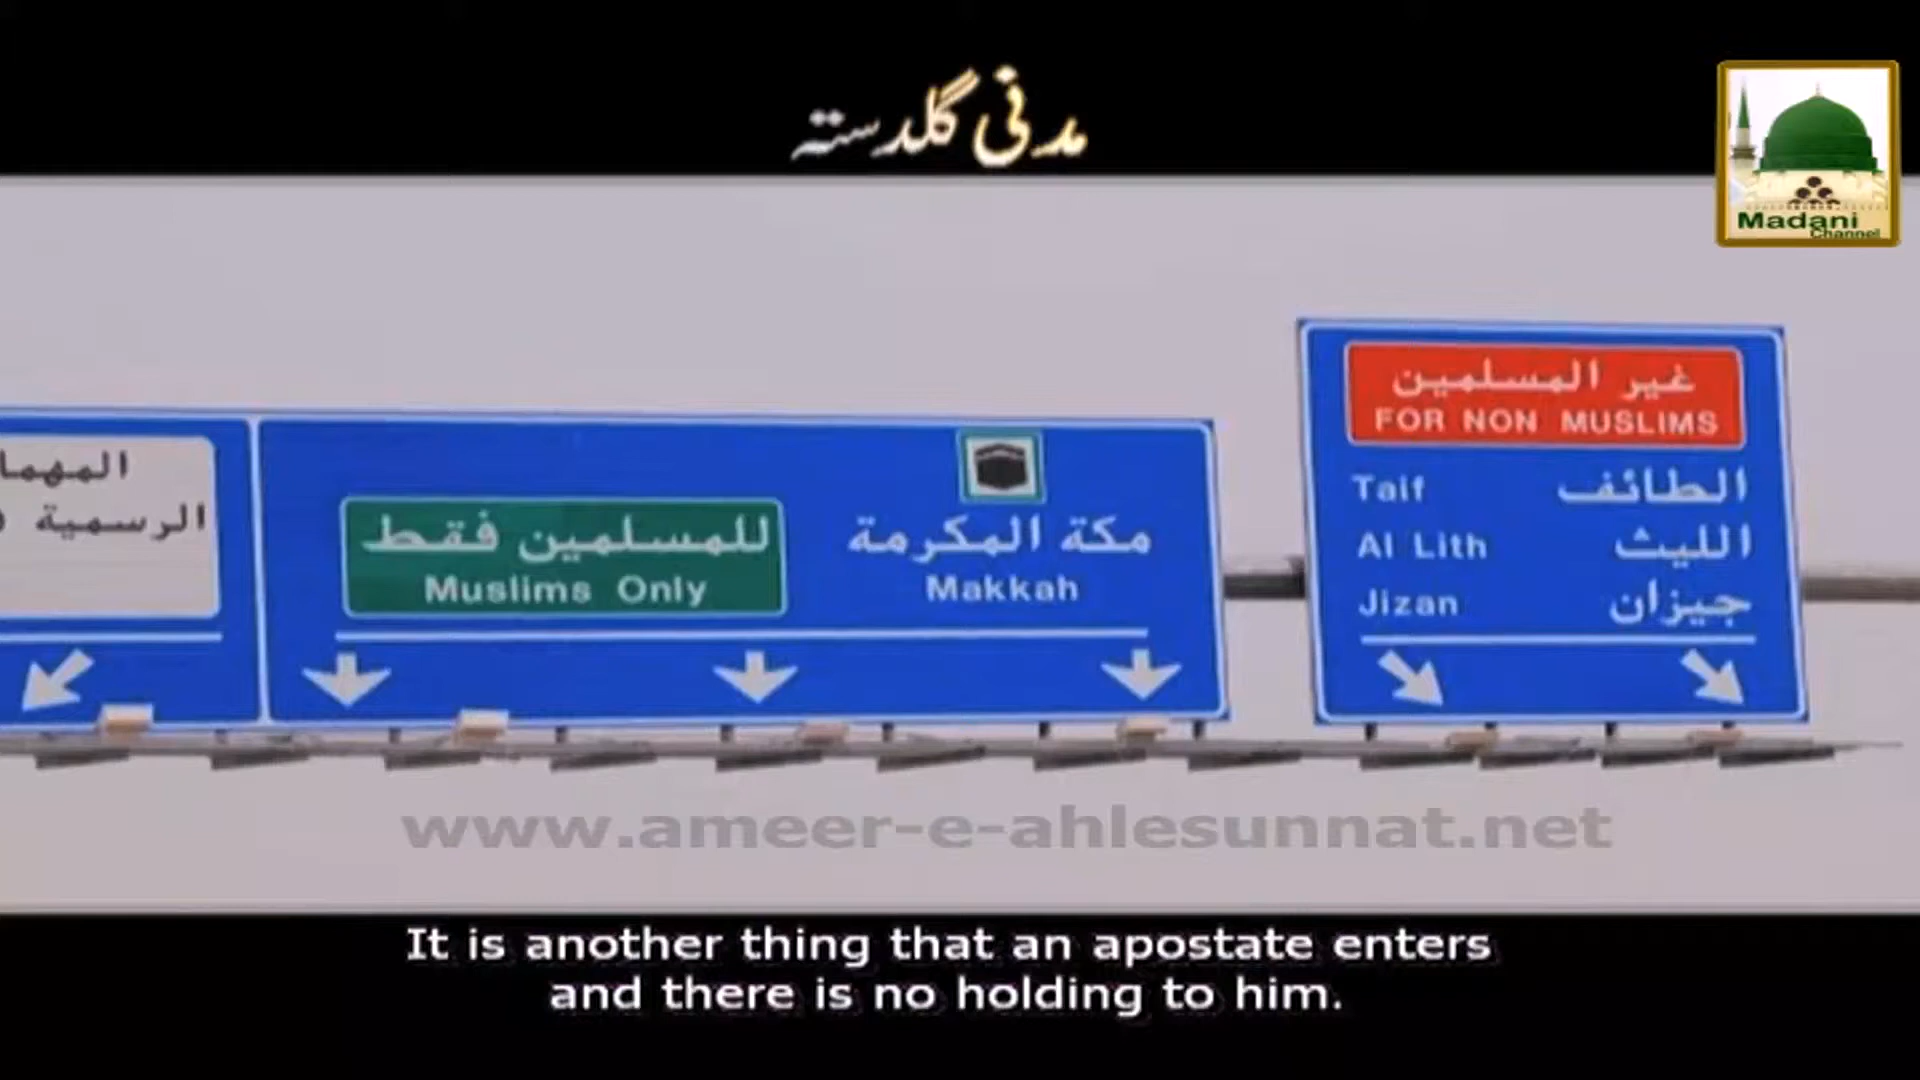 مدنی گلدستہ
Madani
Channel
غير المسلمين
FOR NON MUSLIMS
Taif الطائف
Al Lith الليث
Jizan جيزان
مكة المكرمة
Makkah
للمسلمين فقط
Muslims Only
المهما
الرسمية
www.ameer-e-ahlesunnat.net
It is another thing that an apostate enters
and there is no holding to him.